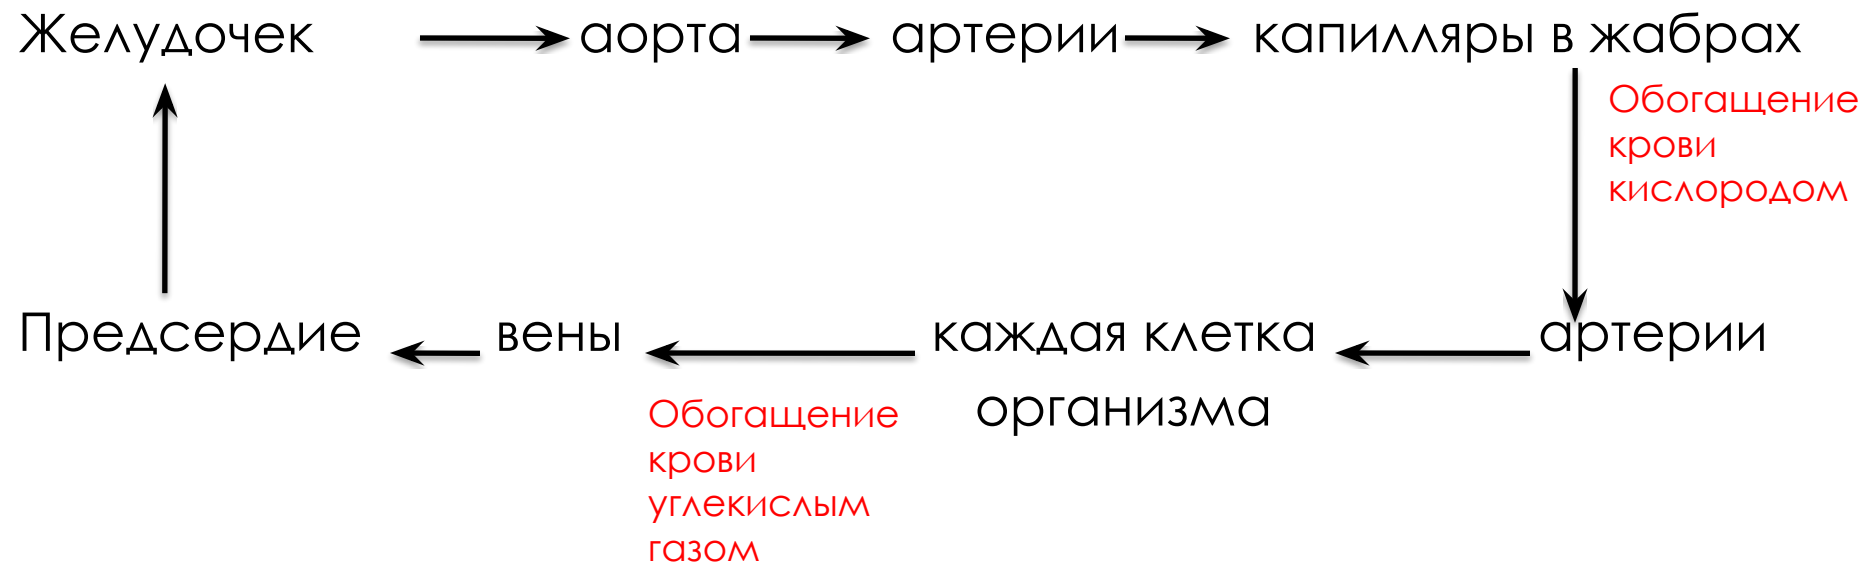 Желудочек аорта артерии капилляры в жабрах
Обогащение
крови
кислородом
Предсердие вены каждая клетка артерии
организма
Обогащение
крови
углекислым
газом